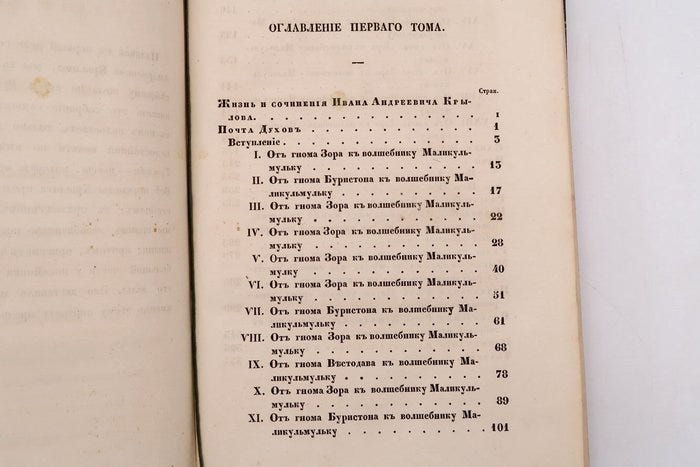 ОГЛАВЛЕНІЕ ПЕРВАГО ТОМА.
Стран.
Жизнь и сочиненія Ивана Андреевича Кры-
лова. I
Почта Духовъ 1
Вступленіе 3
I. Отъ гнома Зора къ волшебнику Маликуль-
мульку 13
II. Отъ гнома Буристона къ волшебнику Ма-
ликульмульку 17
III. Отъ гнома Зора къ волшебнику Маликуль-
мульку 22
IV. Отъ гнома Зора къ волшебнику Маликуль-
мульку 28
V. Отъ гнома Зора къ волшебнику Маликуль-
мулку 40
VI. Отъ гнома Зора къ волшебнику Маликуль-
мульку 51
VII. Отъ гнома Буристона къ волшебнику Ма-
ликульмульку 61
VIII. Отъ гнома Зора къ волшебнику Маликуль-
мульку 68
IX. Отъ гнома Вѣстодава къ волшебнику Ма-
ликульмульку 78
X. Отъ гнома Зора къ волшебнику Маликуль-
мульку 89
XI. Отъ гнома Буристона къ волшебнику Ма-
ликульмульку 101